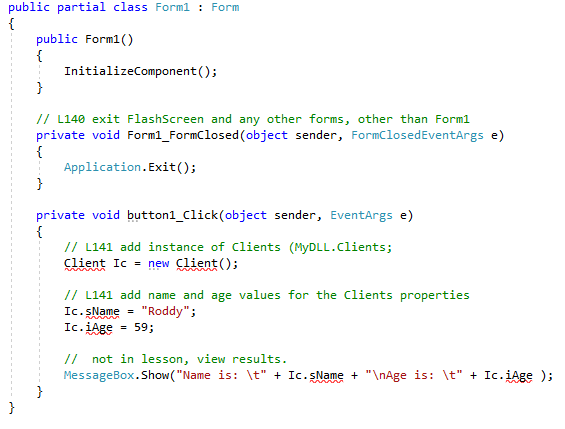 public partial class Form1 : Form
{
public Form1()
{
InitializeComponent();
}
// L140 exit FlashScreen and any other forms, other than Form1
private void Form1_FormClosed(object sender, FormClosedEventArgs e)
{
Application.Exit();
}
private void button1_Click(object sender, EventArgs e)
{
// L141 add instance of Clients (MyDLL.Clients;
Client Ic = new Client();
// L141 add name and age values for the Clients properties
Ic.sName = "Roddy";
Ic.iAge = 59;
//  not in lesson, view results.
MessageBox.Show("Name is: \t" + Ic.sName + "\nAge is: \t" + Ic.iAge );
}
}